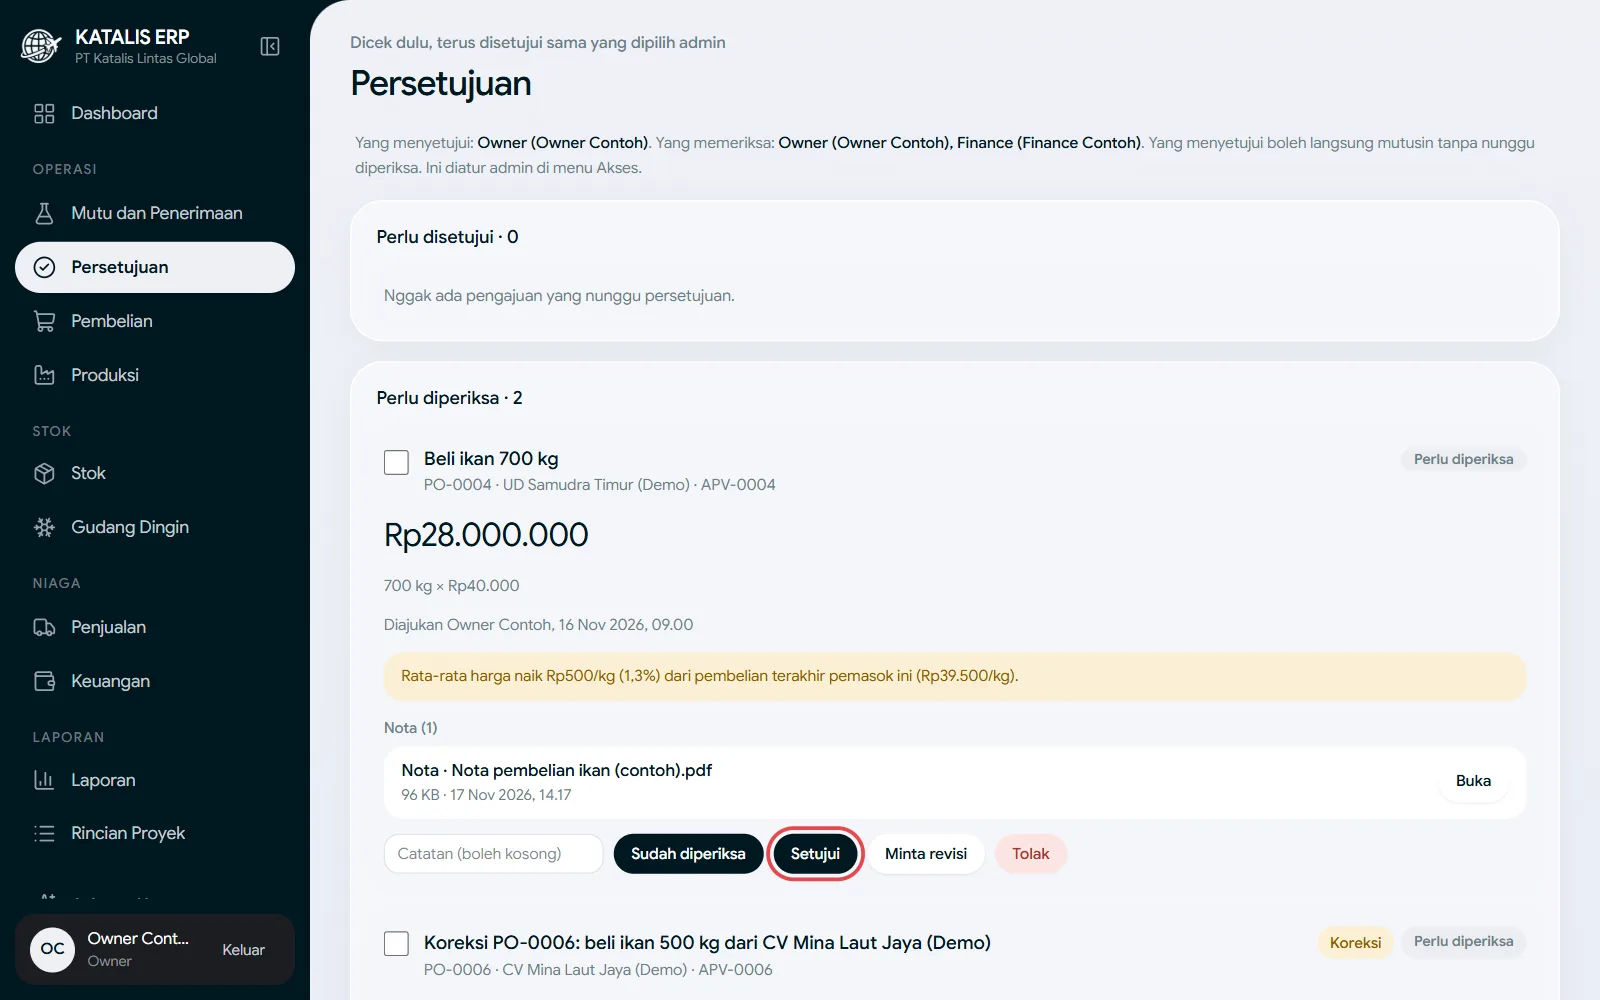 KATALIS ERP
PT Katalis Lintas Global
Dashboard
OPERASI
Mutu dan Penerimaan
Persetujuan
Pembelian
Produksi
STOK
Stok
Gudang Dingin
NIAGA
Penjualan
Keuangan
LAPORAN
Laporan
Rincian Proyek
OC
Owner Cont...
Owner
Keluar
Dicek dulu, terus disetujui sama yang dipilih admin
Persetujuan
Yang menyetujui: Owner (Owner Contoh). Yang memeriksa: Owner (Owner Contoh), Finance (Finance Contoh). Yang menyetujui boleh langsung mutusin tanpa nunggu
diperiksa. Ini diatur admin di menu Akses.
Perlu disetujui · 0
Nggak ada pengajuan yang nunggu persetujuan.
Perlu diperiksa · 2
Beli ikan 700 kg
Perlu diperiksa
PO-0004 · UD Samudra Timur (Demo) · APV-0004
Rp28.000.000
700 kg × Rp40.000
Diajukan Owner Contoh, 16 Nov 2026, 09.00
Rata-rata harga naik Rp500/kg (1,3%) dari pembelian terakhir pemasok ini (Rp39.500/kg).
Nota (1)
Nota · Nota pembelian ikan (contoh).pdf
96 KB · 17 Nov 2026, 14.17
Buka
Catatan (boleh kosong)
Sudah diperiksa
Setujui
Minta revisi
Tolak
Koreksi PO-0006: beli ikan 500 kg dari CV Mina Laut Jaya (Demo)
Koreksi
Perlu diperiksa
PO-0006 · CV Mina Laut Jaya (Demo) · APV-0006